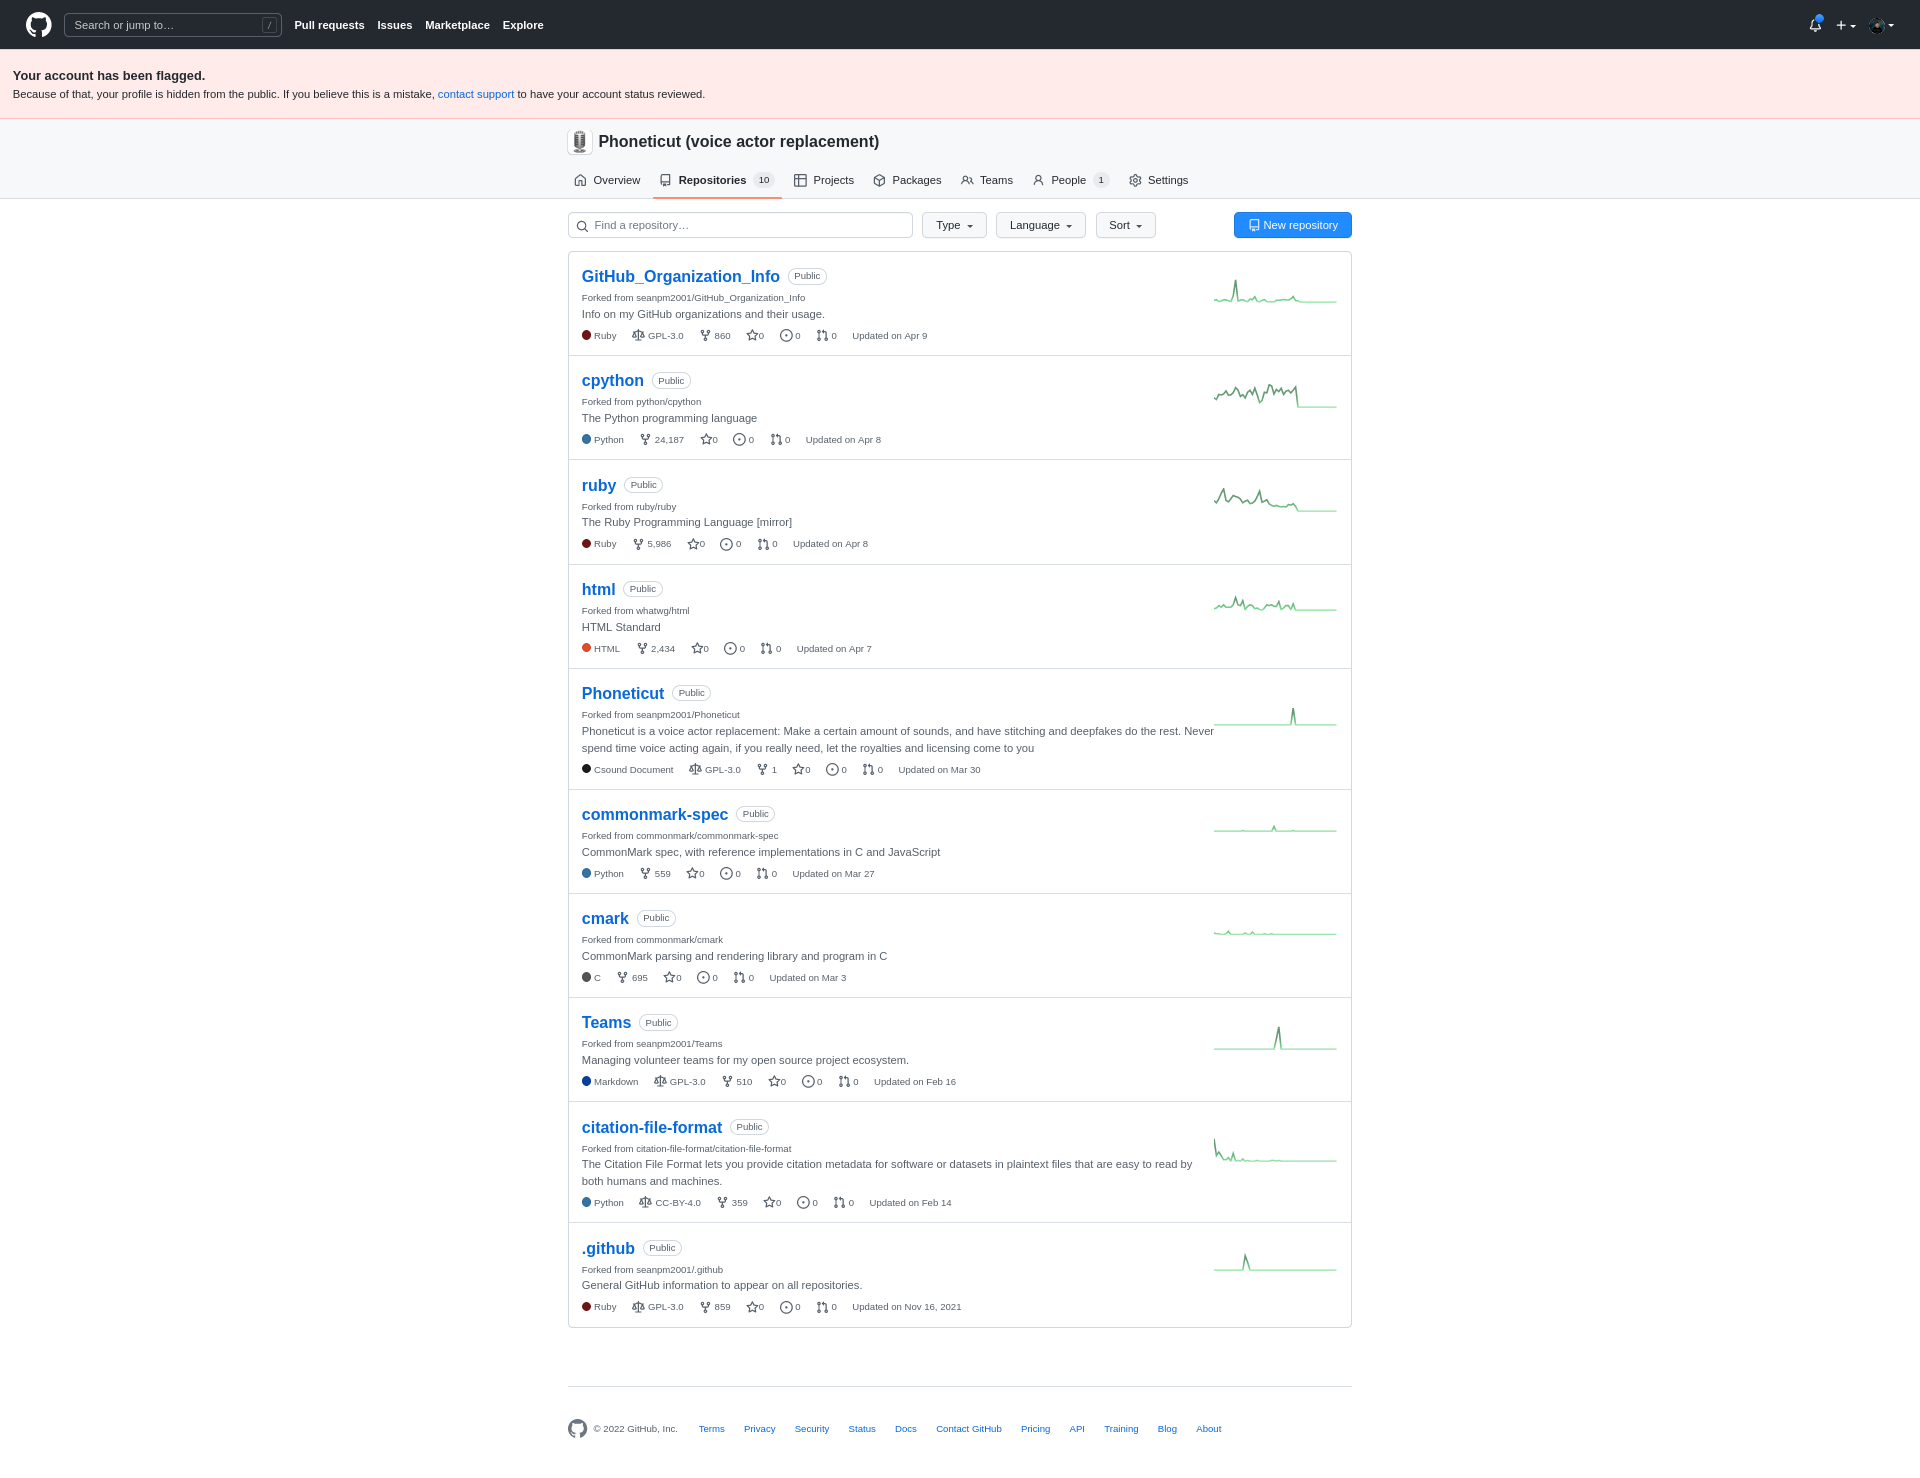 Search or jump to… /
Pull requests Issues Marketplace Explore
Your account has been flagged.
Because of that, your profile is hidden from the public. If you believe this is a mistake, contact support to have your account status reviewed.
Phoneticut (voice actor replacement)
Overview Repositories 10 Projects Packages Teams People 1 Settings
Find a repository… Type Language Sort New repository
GitHub_Organization_Info Public
Forked from seanpm2001/GitHub_Organization_Info
Info on my GitHub organizations and their usage.
Ruby GPL-3.0 860 0 0 0 Updated on Apr 9
cpython Public
Forked from python/cpython
The Python programming language
Python 24,187 0 0 0 Updated on Apr 8
ruby Public
Forked from ruby/ruby
The Ruby Programming Language [mirror]
Ruby 5,986 0 0 0 Updated on Apr 8
html Public
Forked from whatwg/html
HTML Standard
HTML 2,434 0 0 0 Updated on Apr 7
Phoneticut Public
Forked from seanpm2001/Phoneticut
Phoneticut is a voice actor replacement: Make a certain amount of sounds, and have stitching and deepfakes do the rest. Never
spend time voice acting again, if you really need, let the royalties and licensing come to you
Csound Document GPL-3.0 1 0 0 0 Updated on Mar 30
commonmark-spec Public
Forked from commonmark/commonmark-spec
CommonMark spec, with reference implementations in C and JavaScript
Python 559 0 0 0 Updated on Mar 27
cmark Public
Forked from commonmark/cmark
CommonMark parsing and rendering library and program in C
C 695 0 0 0 Updated on Mar 3
Teams Public
Forked from seanpm2001/Teams
Managing volunteer teams for my open source project ecosystem.
Markdown GPL-3.0 510 0 0 0 Updated on Feb 16
citation-file-format Public
Forked from citation-file-format/citation-file-format
The Citation File Format lets you provide citation metadata for software or datasets in plaintext files that are easy to read by
both humans and machines.
Python CC-BY-4.0 359 0 0 0 Updated on Feb 14
.github Public
Forked from seanpm2001/.github
General GitHub information to appear on all repositories.
Ruby GPL-3.0 859 0 0 0 Updated on Nov 16, 2021
© 2022 GitHub, Inc. Terms Privacy Security Status Docs Contact GitHub Pricing API Training Blog About